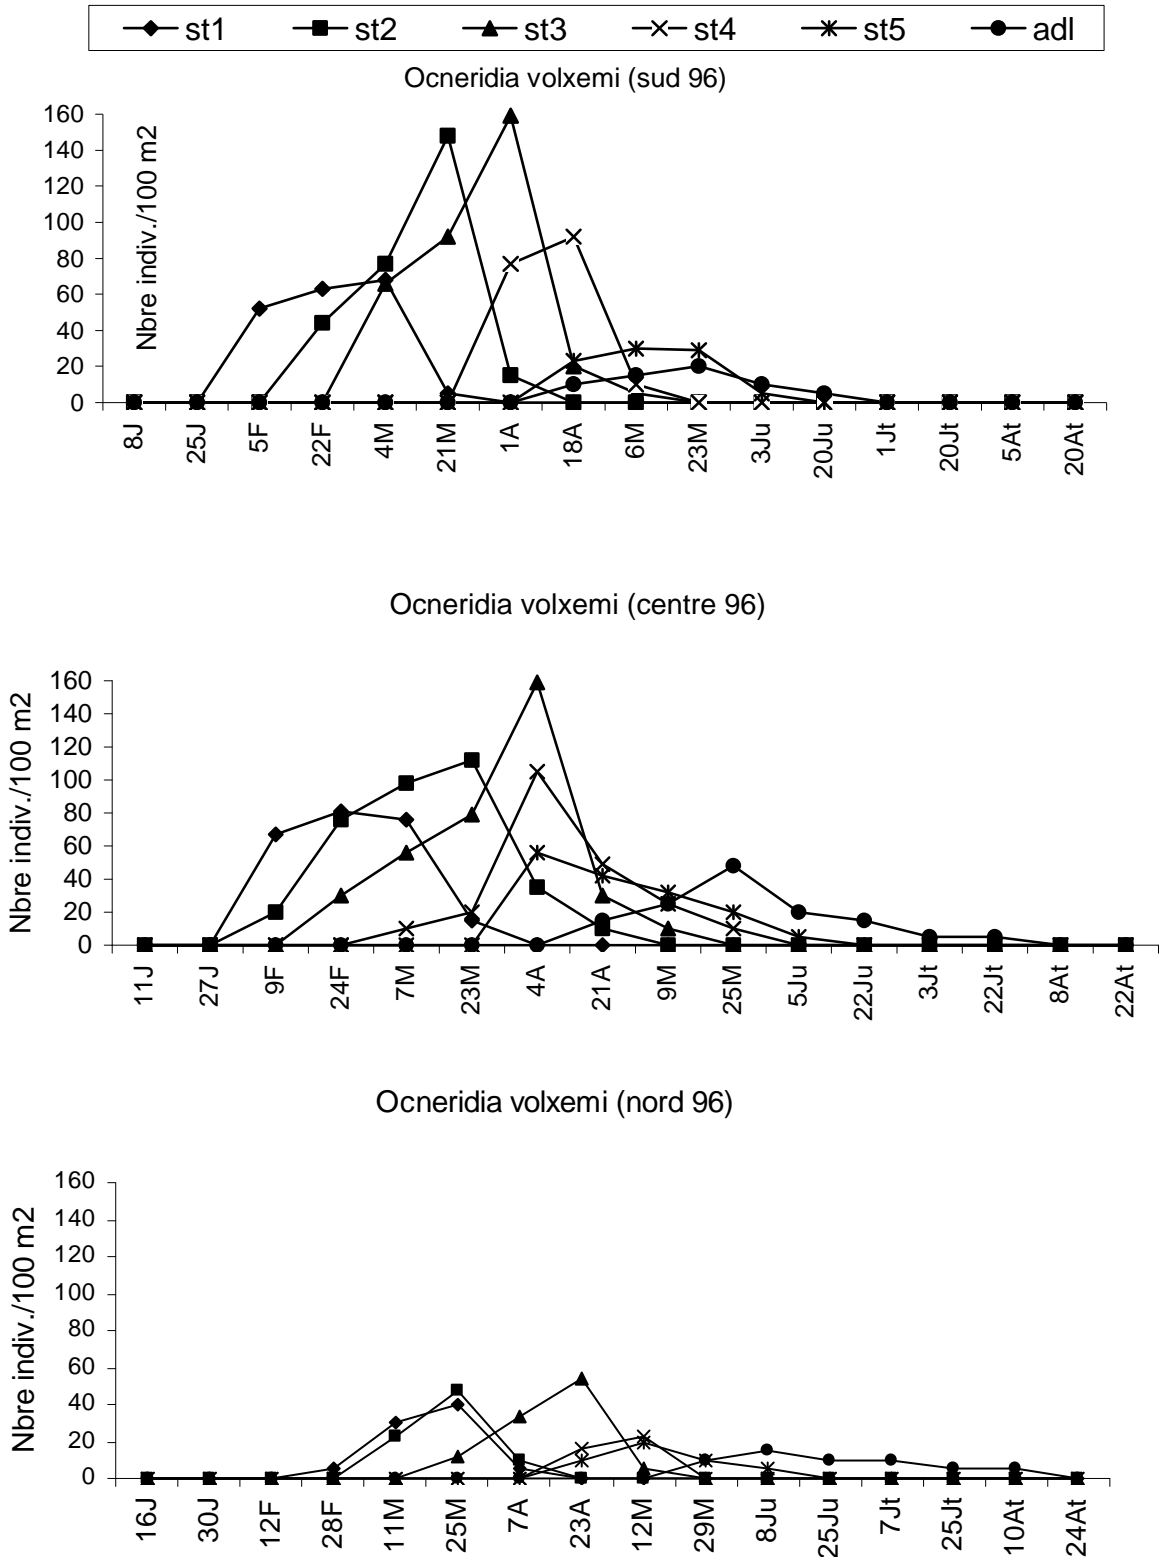 st1 st2 st3 st4 st5 adl
Ocneridia volxemi (sud 96)
Nbre indiv./100 m2
160
140
120
100
80
60
40
20
0
8J 25J 5F 22F 4M 21M 1A 18A 6M 23M 3Ju 20Ju 1Jt 20Jt 5At 20At
Ocneridia volxemi (centre 96)
Nbre indiv./100 m2
160
140
120
100
80
60
40
20
0
11J 27J 9F 24F 7M 23M 4A 21A 9M 25M 5Ju 22Ju 3Jt 22Jt 8At 22At
Ocneridia volxemi (nord 96)
Nbre indiv./100 m2
160
140
120
100
80
60
40
20
0
16J 30J 12F 28F 11M 25M 7A 23A 12M 29M 8Ju 25Ju 7Jt 25Jt 10At 24At